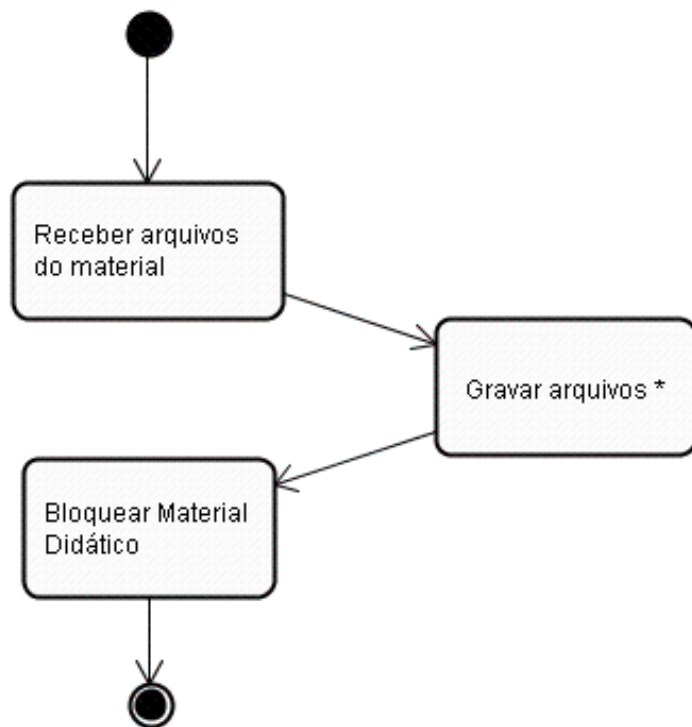 Receber arquivos
do material
Gravar arquivos *
Bloquear Material
Didático